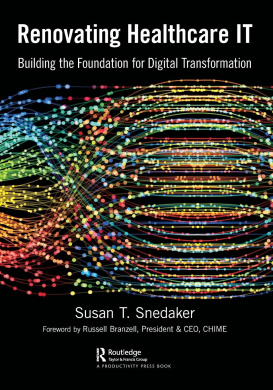 Renovating Healthcare IT
Building the Foundation for Digital Transformation
Susan T. Snedaker
Foreword by Russell Branzell, President & CEO, CHIME
R Routledge
Taylor & Francis Group
A PRODUCTIVITY PRESS BOOK